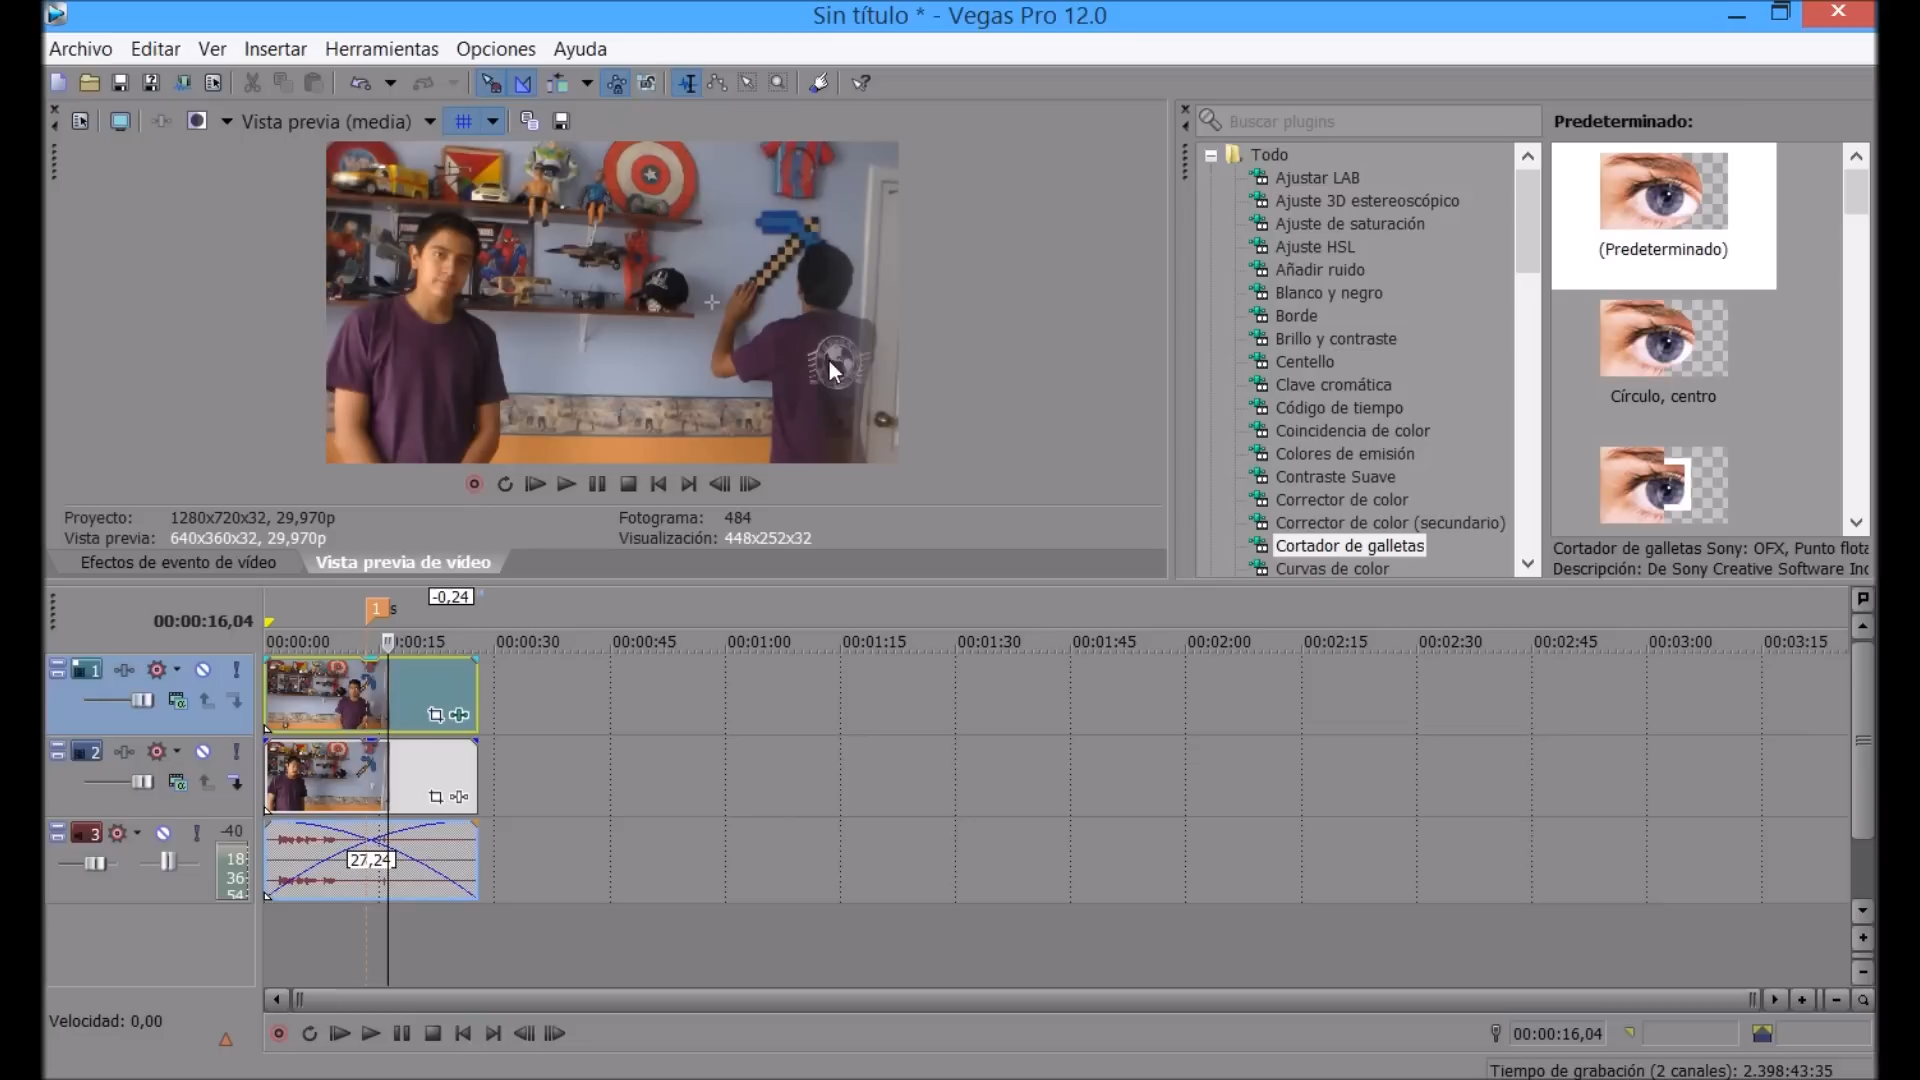 Sin título * - Vegas Pro 12.0
Archivo Editar Ver Insertar Herramientas Opciones Ayuda
Vista previa (media)
Buscar plugins
Predeterminado:
Todo
Ajustar LAB
Ajuste 3D estereoscópico
Ajuste de saturación
Ajuste HSL
Añadir ruido
Blanco y negro
Borde
Brillo y contraste
Centello
Clave cromática
Código de tiempo
Coincidencia de color
Colores de emisión
Contraste Suave
Corrector de color
Corrector de color (secundario)
Cortador de galletas
Curvas de color
(Predeterminado)
Círculo, centro
Cortador de galletas Sony: OFX, Punto flota
Descripción: De Sony Creative Software Inc
Proyecto: 1280x720x32, 29,970p
Vista previa: 640x360x32, 29,970p
Fotograma: 484
Visualización: 448x252x32
Efectos de evento de vídeo
Vista previa de vídeo
-0,24
00:00:16,04
1 s
00:00:00 0:00:15 00:00:30 00:00:45 00:01:00 00:01:15 00:01:30 00:01:45 00:02:00 00:02:15 00:02:30 00:02:45 00:03:00 00:03:15
1
2
3
-40
18
36
54
27,24
Velocidad: 0,00
00:00:16,04
Tiempo de grabación (2 canales): 2.398:43:35